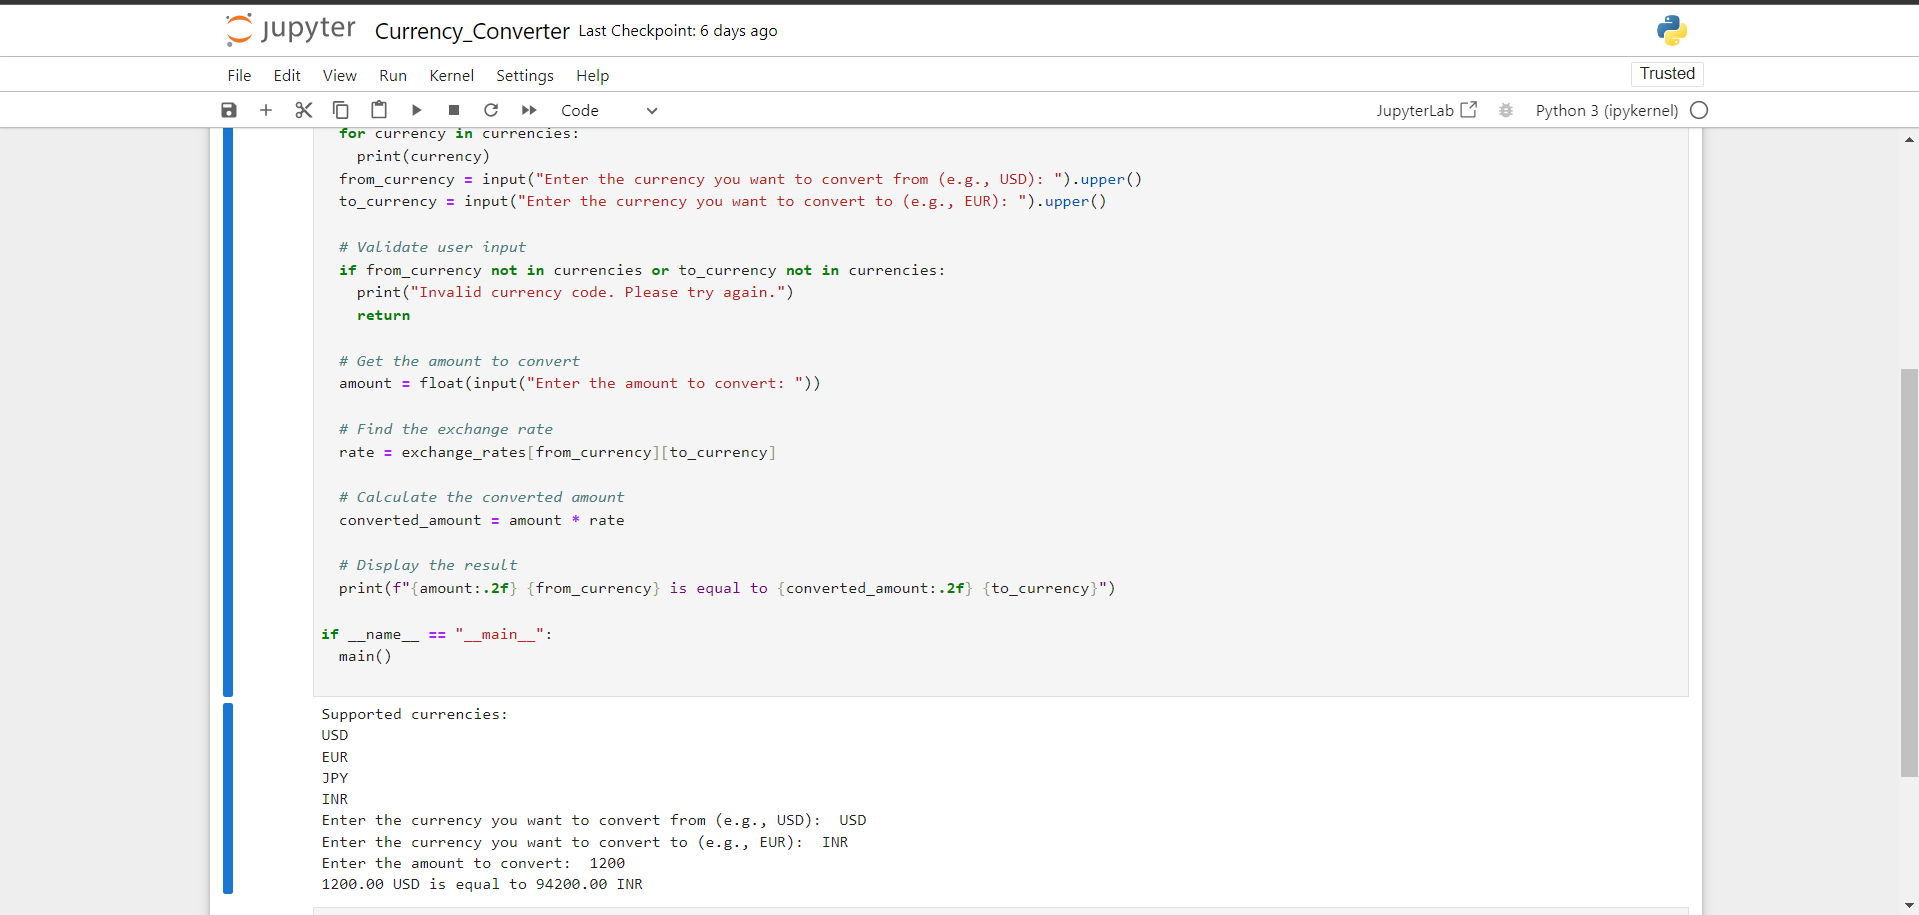 jupyter Currency_Converter Last Checkpoint: 6 days ago
File Edit View Run Kernel Settings Help Trusted
Code JupyterLab Python 3 (ipykernel)
for currency in currencies:
print(currency)
from_currency = input("Enter the currency you want to convert from (e.g., USD): ").upper()
to_currency = input("Enter the currency you want to convert to (e.g., EUR): ").upper()
# Validate user input
if from_currency not in currencies or to_currency not in currencies:
print("Invalid currency code. Please try again.")
return
# Get the amount to convert
amount = float(input("Enter the amount to convert: "))
# Find the exchange rate
rate = exchange_rates[from_currency][to_currency]
# Calculate the converted amount
converted_amount = amount * rate
# Display the result
print(f"{amount:.2f} {from_currency} is equal to {converted_amount:.2f} {to_currency}")
if __name__ == "__main__":
main()
Supported currencies:
USD
EUR
JPY
INR
Enter the currency you want to convert from (e.g., USD):  USD
Enter the currency you want to convert to (e.g., EUR):  INR
Enter the amount to convert:  1200
1200.00 USD is equal to 94200.00 INR